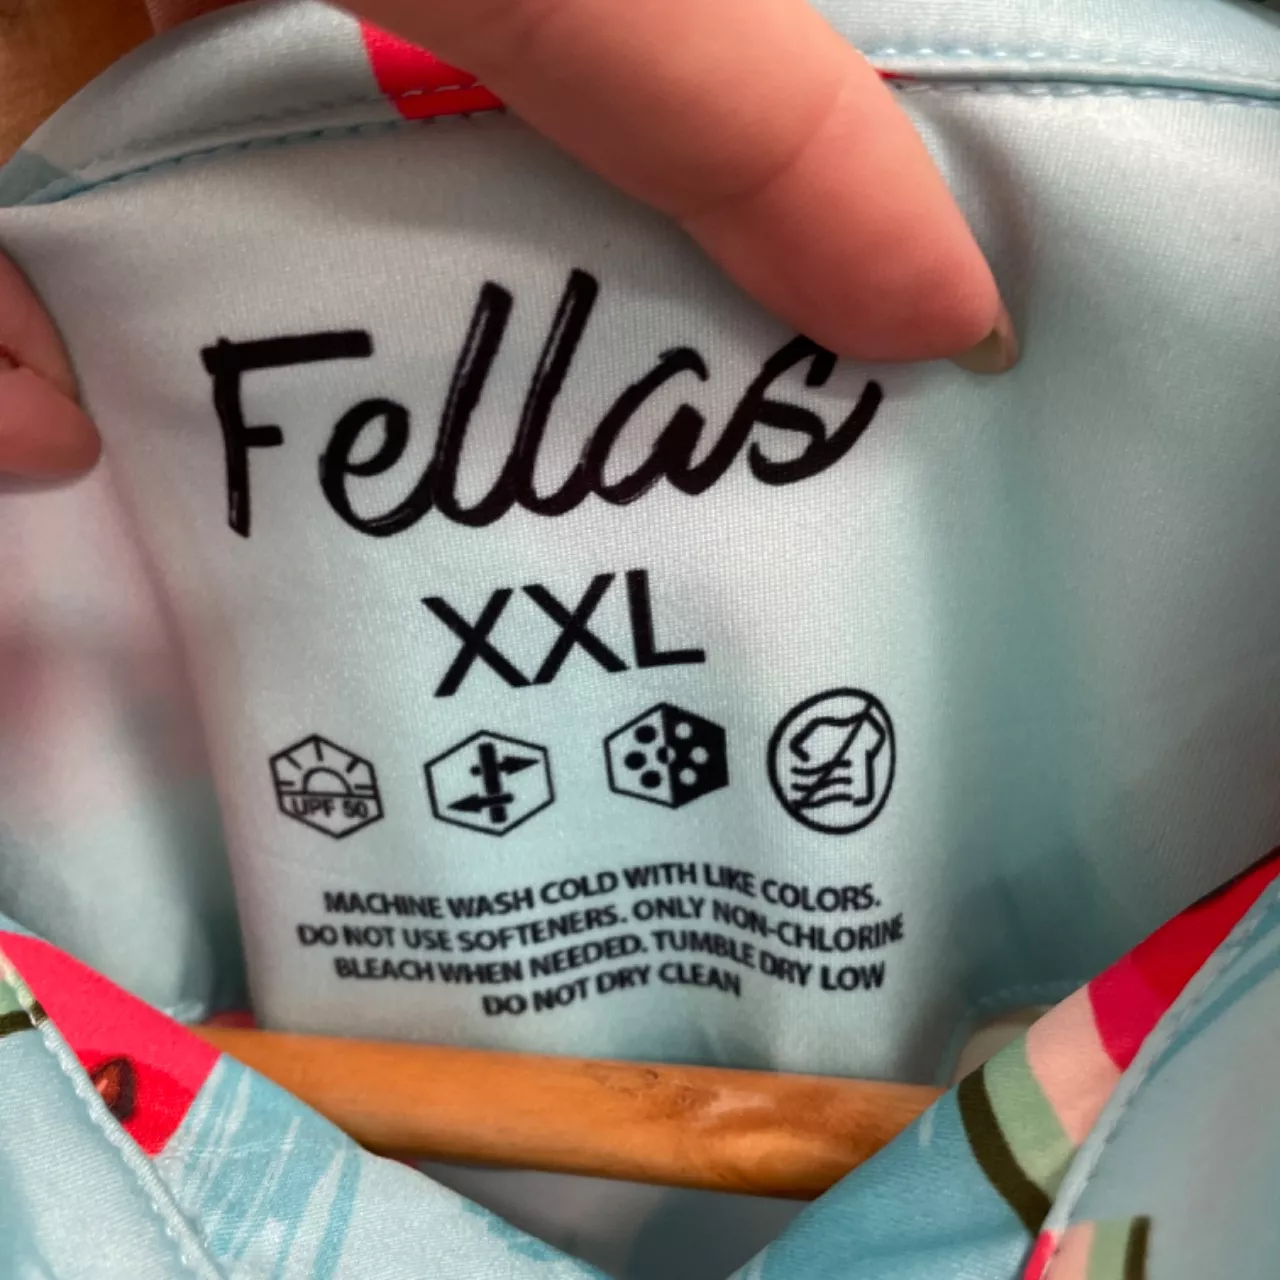 Fellas
XXL
UPF 50
MACHINE WASH COLD WITH LIKE COLORS.
DO NOT USE SOFTENERS. ONLY NON-CHLORINE
BLEACH WHEN NEEDED. TUMBLE DRY LOW
DO NOT DRY CLEAN